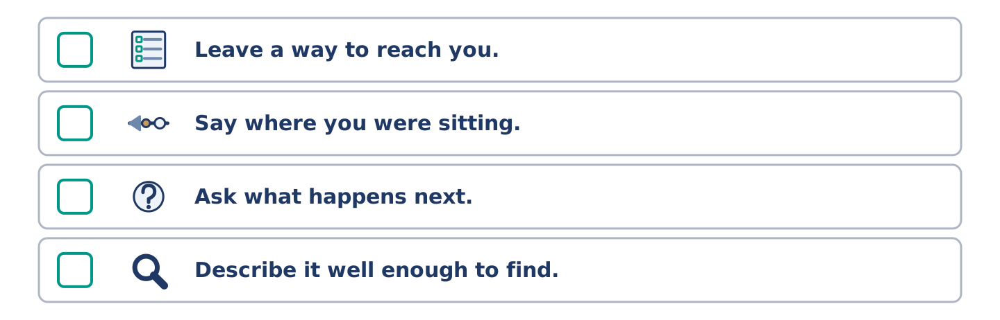 Leave a way to reach you.
Say where you were sitting.
Ask what happens next.
Describe it well enough to find.